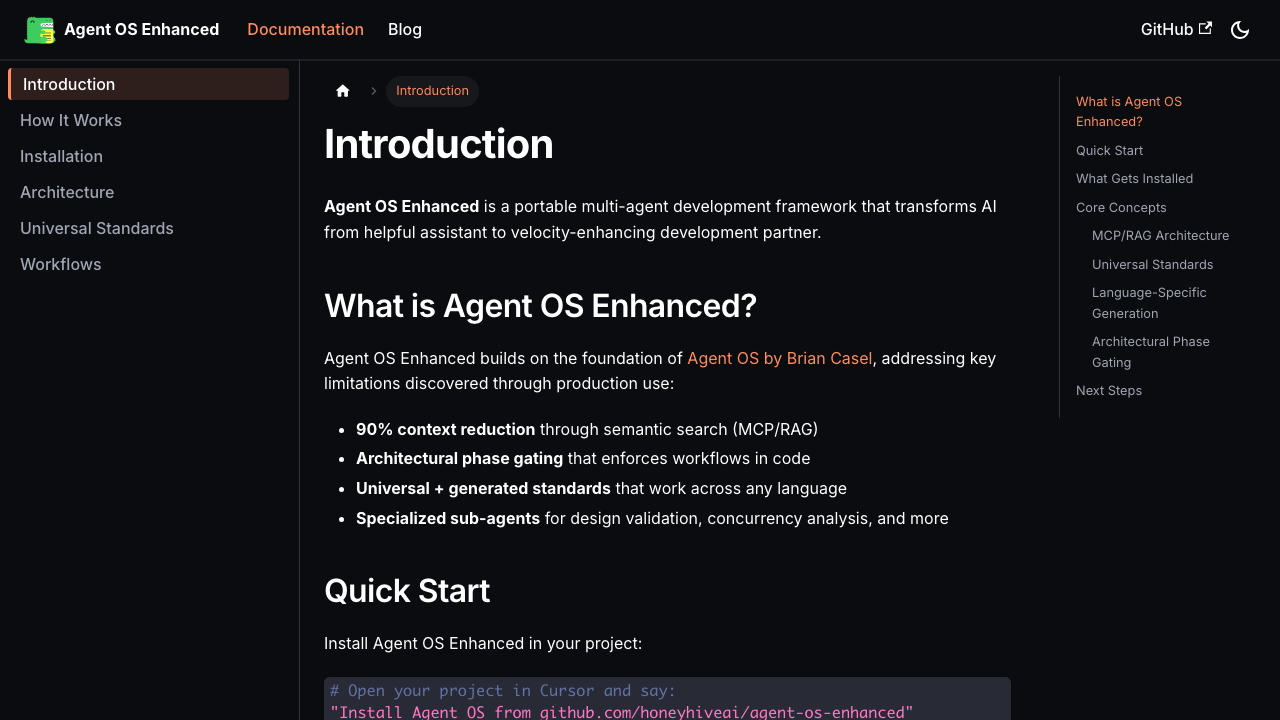 Agent OS Enhanced
Documentation
Blog
GitHub
Introduction
How It Works
Installation
Architecture
Universal Standards
Workflows
Introduction
Introduction
Agent OS Enhanced is a portable multi-agent development framework that transforms AI
from helpful assistant to velocity-enhancing development partner.
What is Agent OS Enhanced?
Agent OS Enhanced builds on the foundation of Agent OS by Brian Casel, addressing key
limitations discovered through production use:
90% context reduction through semantic search (MCP/RAG)
Architectural phase gating that enforces workflows in code
Universal + generated standards that work across any language
Specialized sub-agents for design validation, concurrency analysis, and more
Quick Start
Install Agent OS Enhanced in your project:
# Open your project in Cursor and say:
"Install Agent OS from github.com/honeyhiveai/agent-os-enhanced"
What is Agent OS
Enhanced?
Quick Start
What Gets Installed
Core Concepts
MCP/RAG Architecture
Universal Standards
Language-Specific
Generation
Architectural Phase
Gating
Next Steps